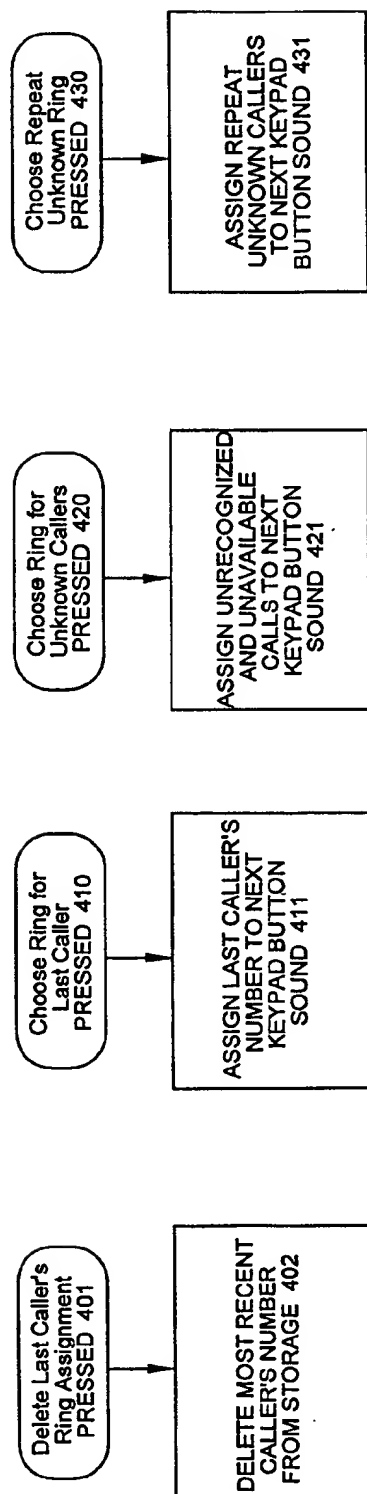 Delete Last Caller's
Ring Assignment
PRESSED 401
DELETE MOST RECENT
CALLER'S NUMBER
FROM STORAGE 402
Choose Ring for
Last Caller
PRESSED 410
ASSIGN LAST CALLER'S
NUMBER TO NEXT
KEYPAD BUTTON
SOUND 411
Choose Ring for
Unknown Callers
PRESSED 420
ASSIGN UNRECOGNIZED
AND UNAVAILABLE
CALLS TO NEXT
KEYPAD BUTTON
SOUND 421
Choose Repeat
Unknown Ring
PRESSED 430
ASSIGN REPEAT
UNKNOWN CALLERS
TO NEXT KEYPAD
BUTTON SOUND 431